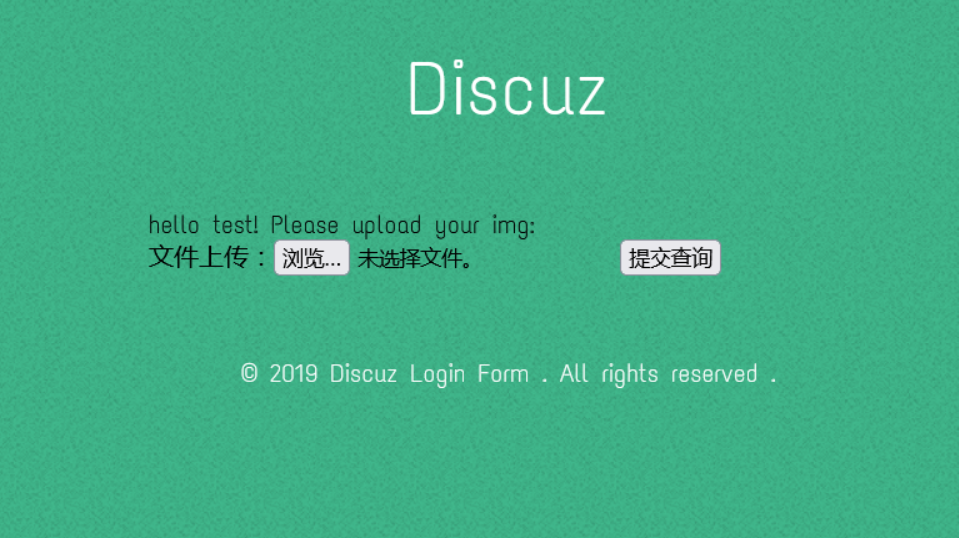 Discuz
hello test! Please upload your img:
文件上传：浏览... 未选择文件。 提交查询
© 2019 Discuz Login Form . All rights reserved .